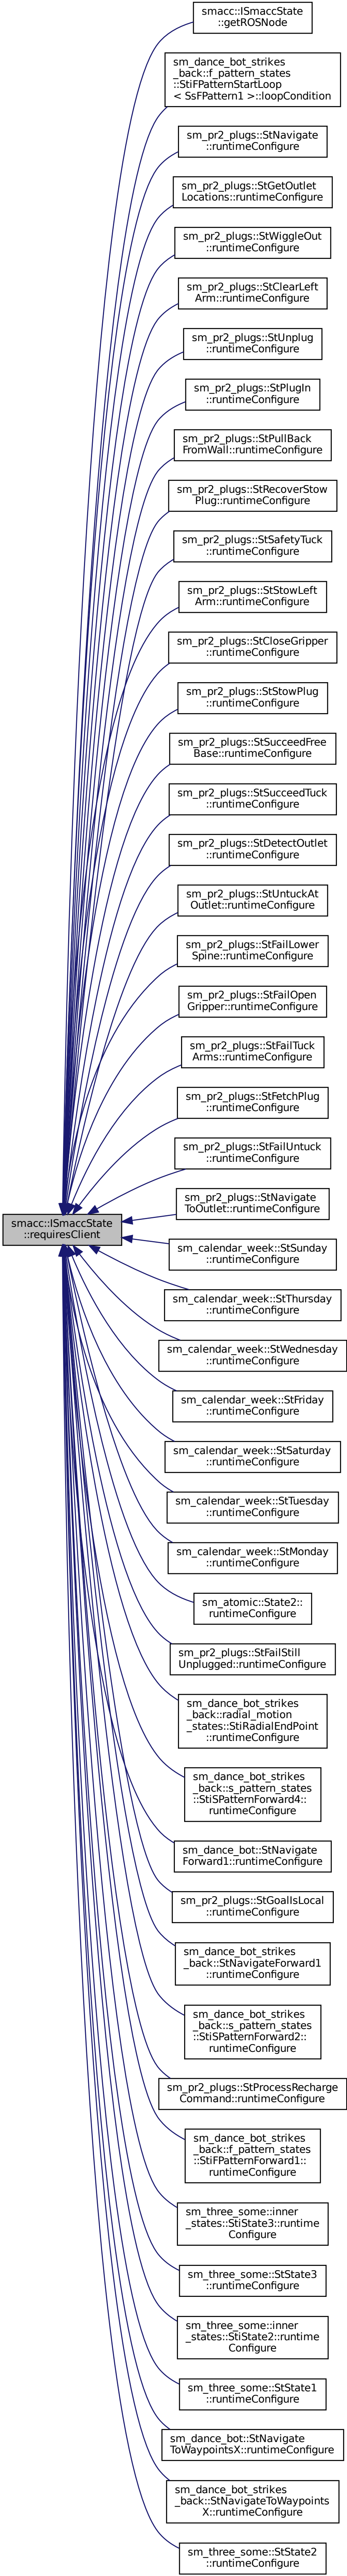 smacc::ISmaccState
::getROSNode
sm_dance_bot_strikes
_back::f_pattern_states
::StiFPatternStartLoop
< SsFPattern1 >::loopCondition
sm_pr2_plugs::StNavigate
::runtimeConfigure
sm_pr2_plugs::StGetOutlet
Locations::runtimeConfigure
sm_pr2_plugs::StWiggleOut
::runtimeConfigure
sm_pr2_plugs::StClearLeft
Arm::runtimeConfigure
sm_pr2_plugs::StUnplug
::runtimeConfigure
sm_pr2_plugs::StPlugIn
::runtimeConfigure
sm_pr2_plugs::StPullBack
FromWall::runtimeConfigure
sm_pr2_plugs::StRecoverStow
Plug::runtimeConfigure
sm_pr2_plugs::StSafetyTuck
::runtimeConfigure
sm_pr2_plugs::StStowLeft
Arm::runtimeConfigure
sm_pr2_plugs::StCloseGripper
::runtimeConfigure
sm_pr2_plugs::StStowPlug
::runtimeConfigure
sm_pr2_plugs::StSucceedFree
Base::runtimeConfigure
sm_pr2_plugs::StSucceedTuck
::runtimeConfigure
sm_pr2_plugs::StDetectOutlet
::runtimeConfigure
sm_pr2_plugs::StUntuckAt
Outlet::runtimeConfigure
sm_pr2_plugs::StFailLower
Spine::runtimeConfigure
sm_pr2_plugs::StFailOpen
Gripper::runtimeConfigure
sm_pr2_plugs::StFailTuck
Arms::runtimeConfigure
sm_pr2_plugs::StFetchPlug
::runtimeConfigure
sm_pr2_plugs::StFailUntuck
::runtimeConfigure
sm_pr2_plugs::StNavigate
ToOutlet::runtimeConfigure
smacc::ISmaccState
::requiresClient
sm_calendar_week::StSunday
::runtimeConfigure
sm_calendar_week::StThursday
::runtimeConfigure
sm_calendar_week::StWednesday
::runtimeConfigure
sm_calendar_week::StFriday
::runtimeConfigure
sm_calendar_week::StSaturday
::runtimeConfigure
sm_calendar_week::StTuesday
::runtimeConfigure
sm_calendar_week::StMonday
::runtimeConfigure
sm_atomic::State2::
runtimeConfigure
sm_pr2_plugs::StFailStill
Unplugged::runtimeConfigure
sm_dance_bot_strikes
_back::radial_motion
_states::StiRadialEndPoint
::runtimeConfigure
sm_dance_bot_strikes
_back::s_pattern_states
::StiSPatternForward4::
runtimeConfigure
sm_dance_bot::StNavigate
Forward1::runtimeConfigure
sm_pr2_plugs::StGoalIsLocal
::runtimeConfigure
sm_dance_bot_strikes
_back::StNavigateForward1
::runtimeConfigure
sm_dance_bot_strikes
_back::s_pattern_states
::StiSPatternForward2::
runtimeConfigure
sm_pr2_plugs::StProcessRecharge
Command::runtimeConfigure
sm_dance_bot_strikes
_back::f_pattern_states
::StiFPatternForward1::
runtimeConfigure
sm_three_some::inner
_states::StiState3::runtime
Configure
sm_three_some::StState3
::runtimeConfigure
sm_three_some::inner
_states::StiState2::runtime
Configure
sm_three_some::StState1
::runtimeConfigure
sm_dance_bot::StNavigate
ToWaypointsX::runtimeConfigure
sm_dance_bot_strikes
_back::StNavigateToWaypoints
X::runtimeConfigure
sm_three_some::StState2
::runtimeConfigure